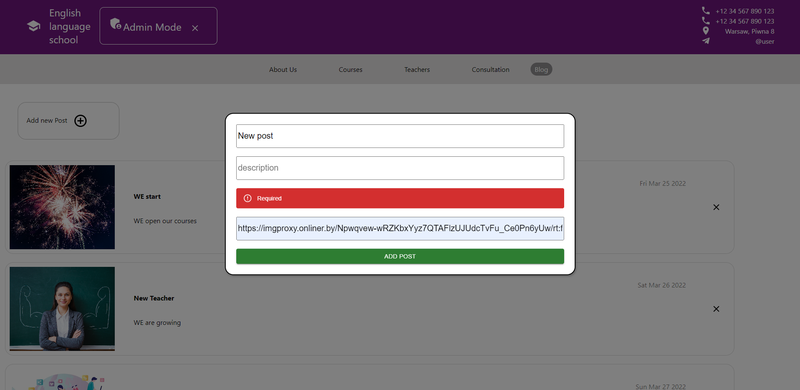 English
language
school
Admin Mode
+12 34 567 890 123
+12 34 567 890 123
Warsaw, Piwna 8
@user
About Us
Courses
Teachers
Consultation
Blog
Add new Post
New post
description
Required
https://imgproxy.onliner.by/Npwqvew-wRZKbxYyz7QTAFlzUJUdcTvFu_Ce0Pn6yUw/rt:f
ADD POST
Fri Mar 25 2022
WE start
WE open our courses
Sat Mar 26 2022
New Teacher
WE are growing
Sun Mar 27 2022